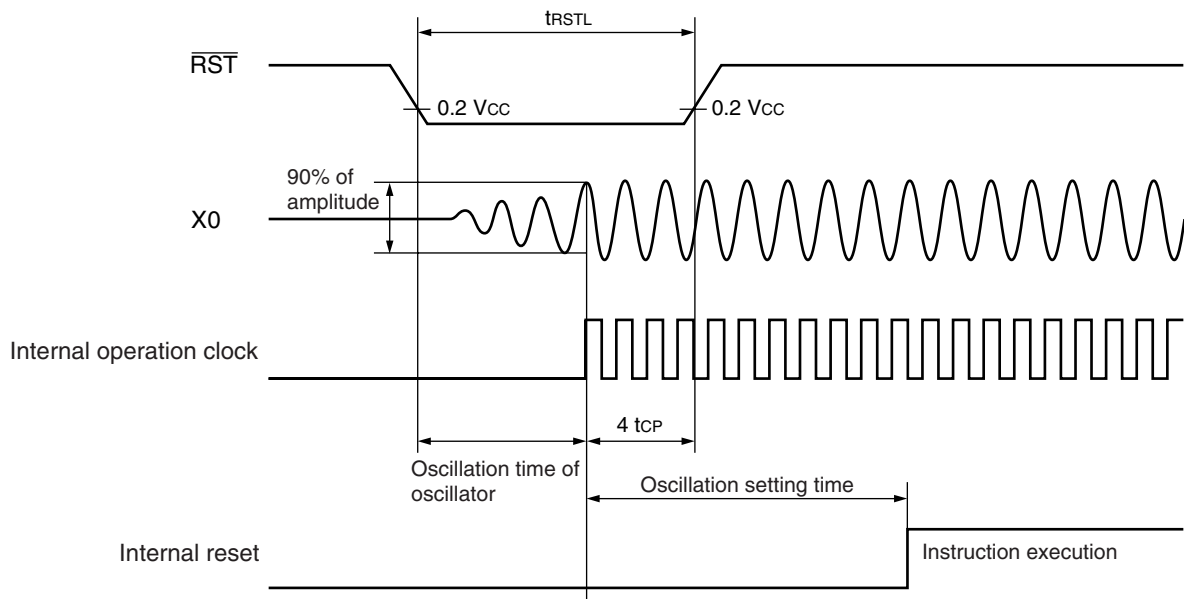 tRSTL
RST
0.2 VCC
0.2 VCC
90% of
amplitude
X0
Internal operation clock
4 tCP
Oscillation time of
oscillator
Oscillation setting time
Internal reset
Instruction execution